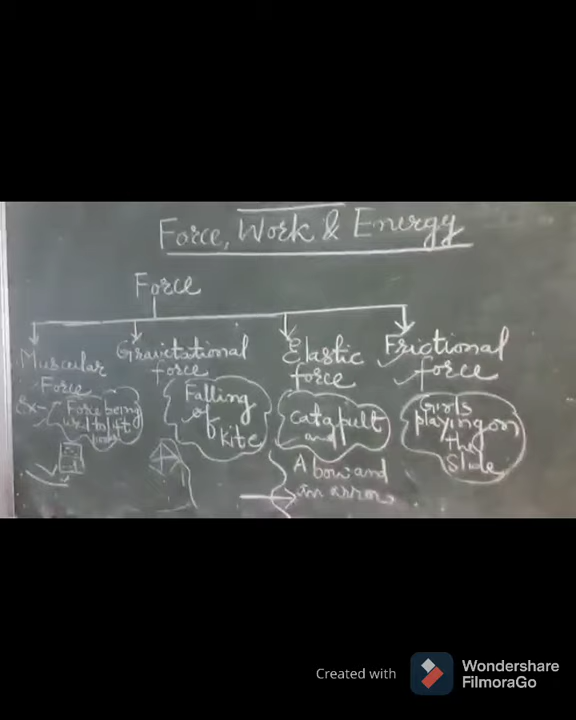 Force, Work & Energy
Force
Muscular
Force
Gravitational
force
Elastic
force
Frictional
force
Ex-
Force being
used to lift
Falling
of
kite
Catapult
and
A bow and
an arrow
Girls
playing on
the
Slide
Created with
Wondershare
FilmoraGo